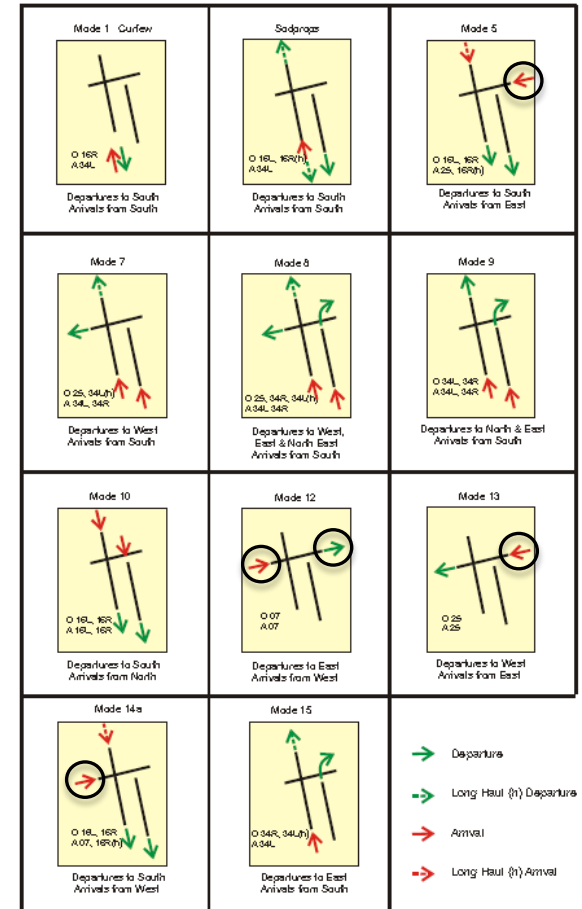 Mode 1 Curfew
O 16R
A 34L
Departures to South
Arrivals from South
Sodprops
O 16L, 16R(h)
A 34L
Departures to South
Arrivals from South
Mode 5
O 16L, 16R
A 25, 16R(h)
Departures to South
Arrivals from East
Mode 7
O 25, 34L(h)
A 34L, 34R
Departures to West
Arrivals from South
Mode 8
O 25, 34R, 34L(h)
A 34L 34R
Departures to West,
East & North East
Arrivals from South
Mode 9
O 34L, 34R
A 34L, 34R
Departures to North & East
Arrivals from South
Mode 10
O 16L, 16R
A 16L, 16R
Departures to South
Arrivals from North
Mode 12
O 07
A 07
Departures to East
Arrivals from West
Mode 13
O 25
A 25
Departures to West
Arrivals from East
Mode 14a
O 16L, 16R
A 07, 16R(h)
Departures to South
Arrivals from West
Mode 15
O 34R, 34L(h)
A 34L
Departures to East
Arrivals from South
Departure
Long Haul (h) Departure
Arrival
Long Haul (h) Arrival